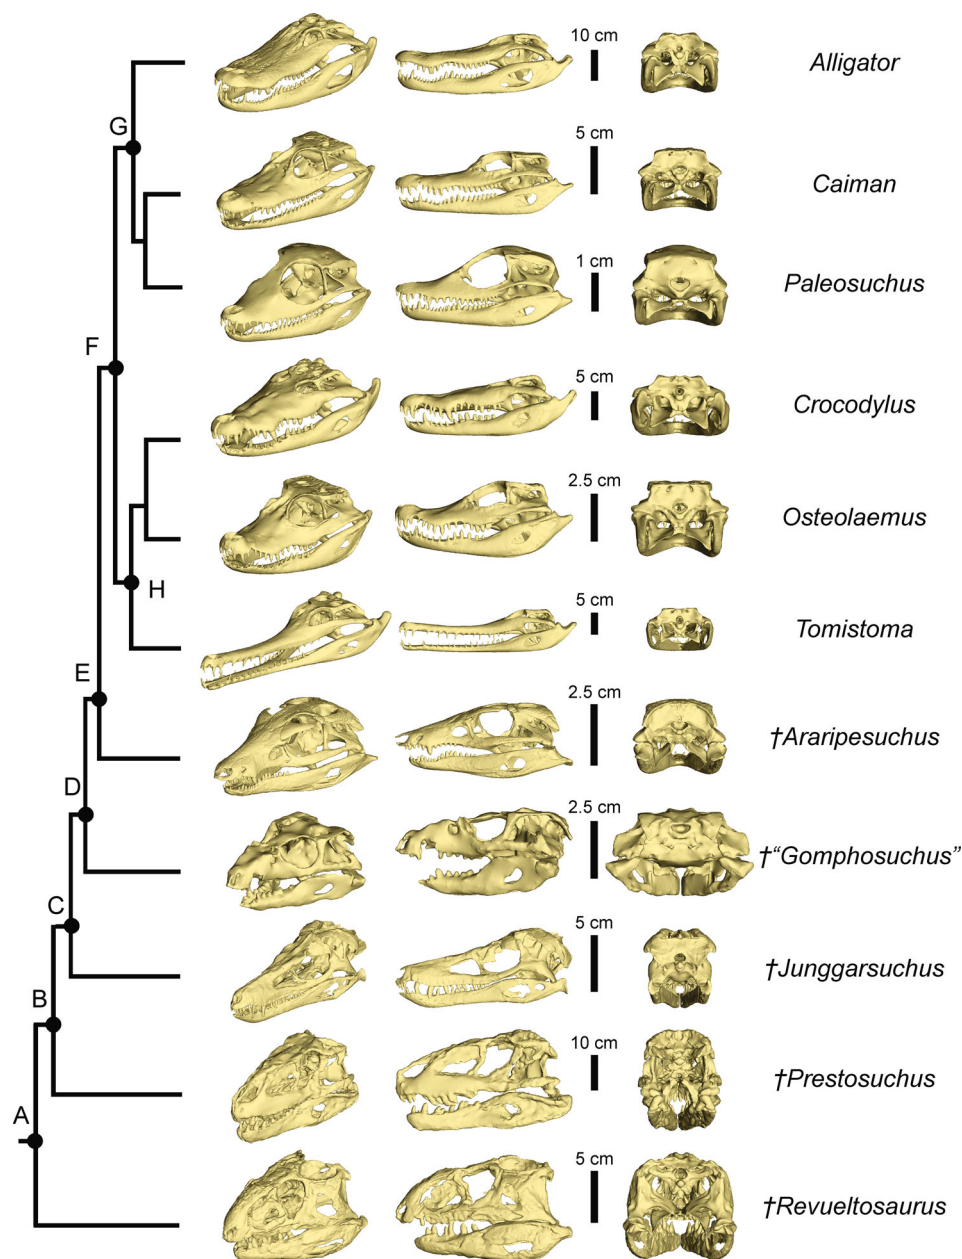 10 cm
Alligator
G
5 cm
Caiman
1 cm
Paleosuchus
F
5 cm
Crocodylus
2.5 cm
Osteolaemus
H
5 cm
Tomistoma
E
2.5 cm
†Araripesuchus
D
2.5 cm
†“Gomphosuchus”
C
5 cm
†Junggarsuchus
B
10 cm
†Prestosuchus
A
5 cm
†Revueltosaurus